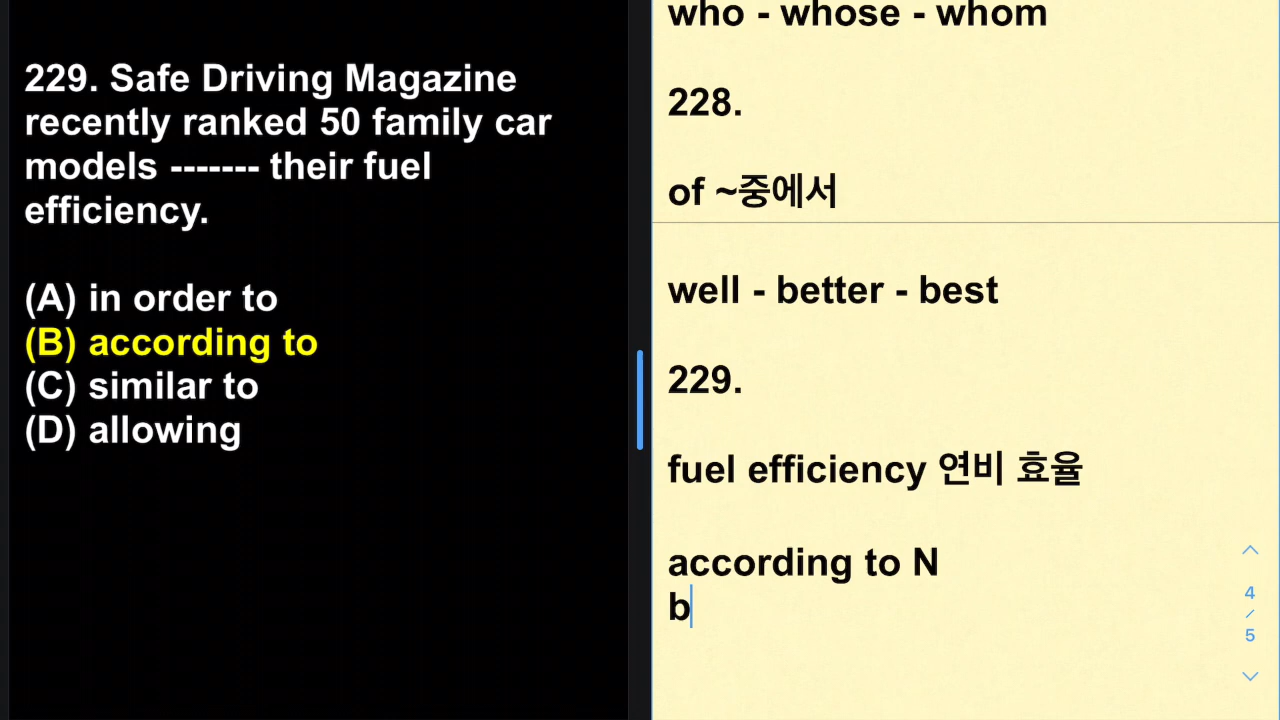 229. Safe Driving Magazine
recently ranked 50 family car
models ------- their fuel
efficiency.
(A) in order to
(B) according to
(C) similar to
(D) allowing
who - whose - whom
228.
of ~중에서
well - better - best
229.
fuel efficiency 연비 효율
according to N
b
4
/
5